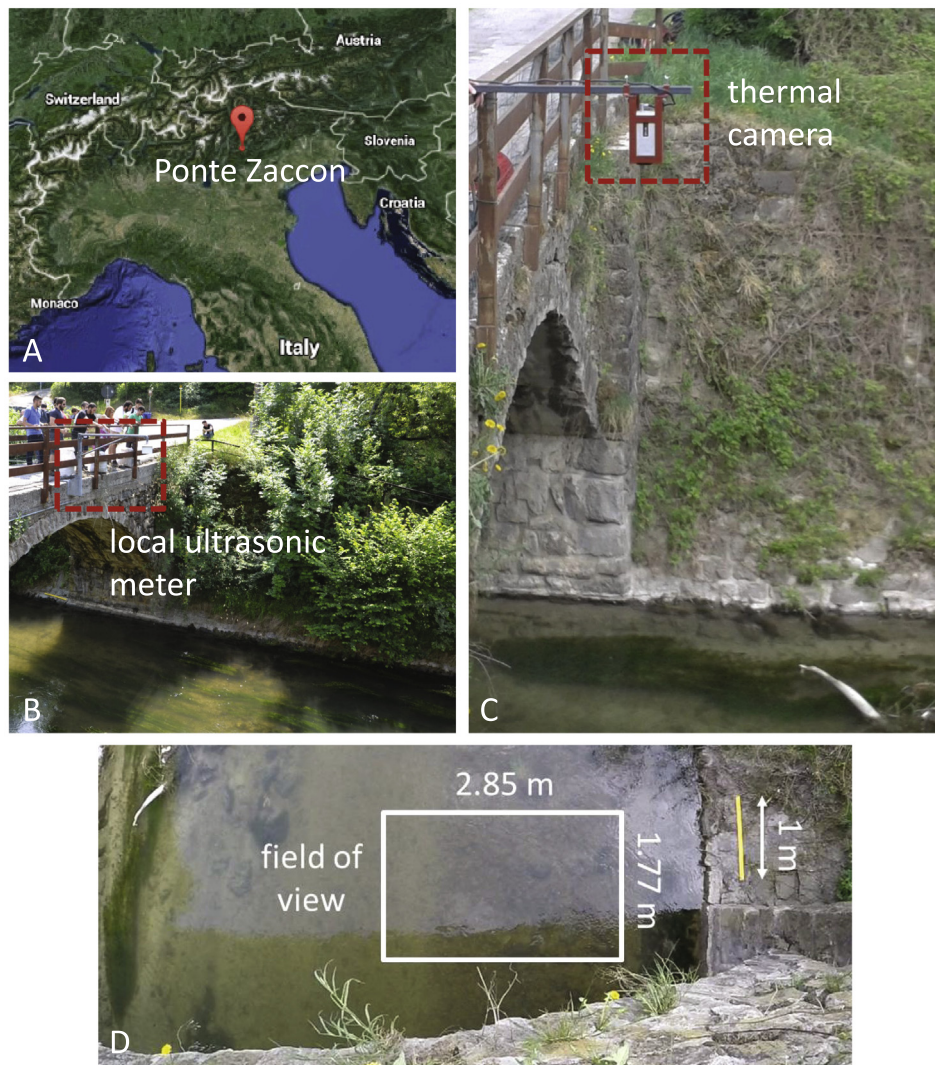 Austria
Switzerland
Slovenia
Ponte Zaccon
Croatia
Monaco
Italy
A
thermal
camera
C
local ultrasonic
meter
B
2.85 m
field of
view
1.77 m
1 m
D